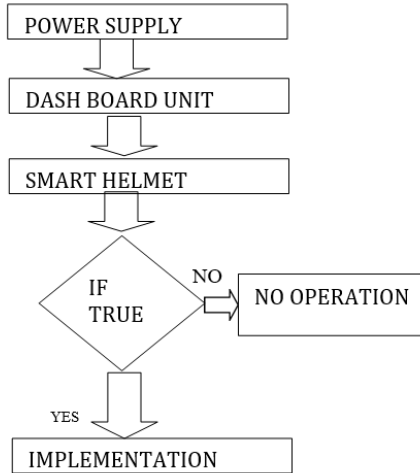 POWER SUPPLY
DASH BOARD UNIT
SMART HELMET
IF
TRUE
NO
NO OPERATION
YES
IMPLEMENTATION